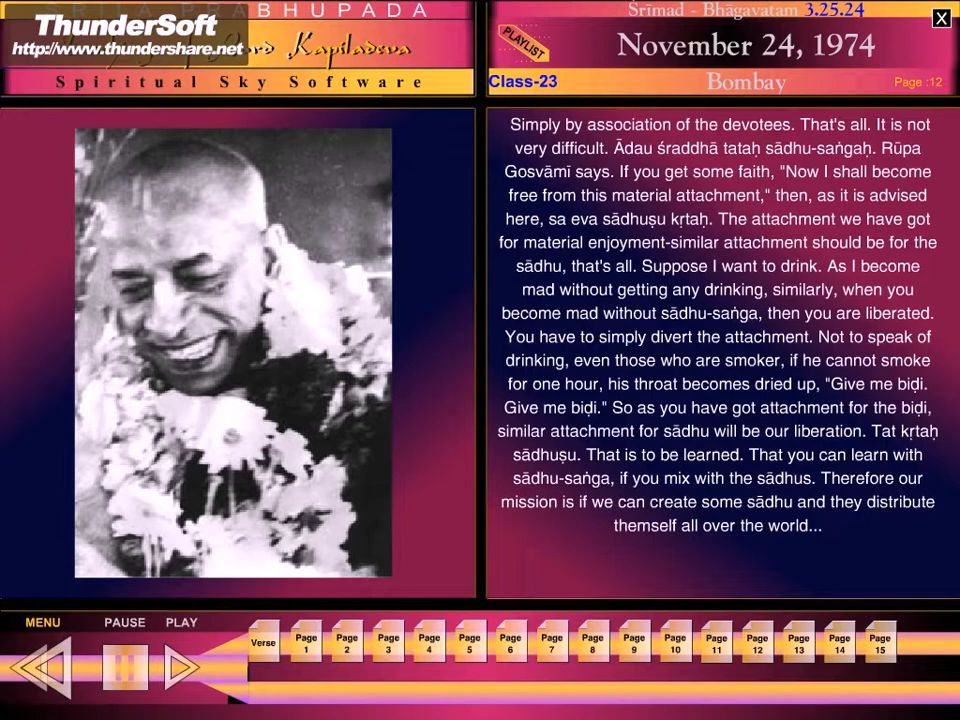 SRILA PRABHUPADA
ThunderSoft
http://www.thundershare.net
Kapiladeva
Spiritual Sky Software
Śrīmad - Bhāgavatam 3.25.24
PLAYLIST
November 24, 1974
Class-23
Bombay
Page :12
X
Simply by association of the devotees. That's all. It is not
very difficult. Ādau śraddhā tataḥ sādhu-saṅgaḥ. Rūpa
Gosvāmī says. If you get some faith, "Now I shall become
free from this material attachment," then, as it is advised
here, sa eva sādhuṣu kṛtaḥ. The attachment we have got
for material enjoyment-similar attachment should be for the
sādhu, that's all. Suppose I want to drink. As I become
mad without getting any drinking, similarly, when you
become mad without sādhu-saṅga, then you are liberated.
You have to simply divert the attachment. Not to speak of
drinking, even those who are smoker, if he cannot smoke
for one hour, his throat becomes dried up, "Give me biḍi.
Give me biḍi." So as you have got attachment for the biḍi,
similar attachment for sādhu will be our liberation. Tat kṛtaḥ
sādhuṣu. That is to be learned. That you can learn with
sādhu-saṅga, if you mix with the sādhus. Therefore our
mission is if we can create some sādhu and they distribute
themself all over the world...
MENU
PAUSE
PLAY
Verse
Page 1
Page 2
Page 3
Page 4
Page 5
Page 6
Page 7
Page 8
Page 9
Page 10
Page 11
Page 12
Page 13
Page 14
Page 15